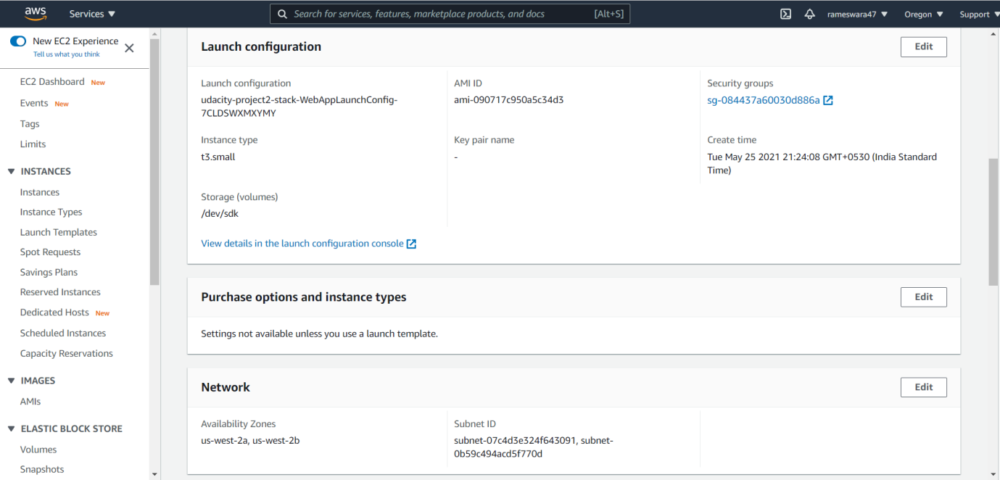 aws
Services
Search for services, features, marketplace products, and docs
[Alt+S]
rameswara47
Oregon
Support
New EC2 Experience
Tell us what you think
EC2 Dashboard New
Events New
Tags
Limits
INSTANCES
Instances
Instance Types
Launch Templates
Spot Requests
Savings Plans
Reserved Instances
Dedicated Hosts New
Scheduled Instances
Capacity Reservations
IMAGES
AMIs
ELASTIC BLOCK STORE
Volumes
Snapshots
Launch configuration
Edit
Launch configuration
udacity-project2-stack-WebAppLaunchConfig-
7CLDSWXMXYMY
AMI ID
ami-090717c950a5c34d3
Security groups
sg-084437a60030d886a
Instance type
t3.small
Key pair name
-
Create time
Tue May 25 2021 21:24:08 GMT+0530 (India Standard
Time)
Storage (volumes)
/dev/sdk
View details in the launch configuration console
Purchase options and instance types
Edit
Settings not available unless you use a launch template.
Network
Edit
Availability Zones
us-west-2a, us-west-2b
Subnet ID
subnet-07c4d3e324f643091, subnet-
0b59c494acd5f770d